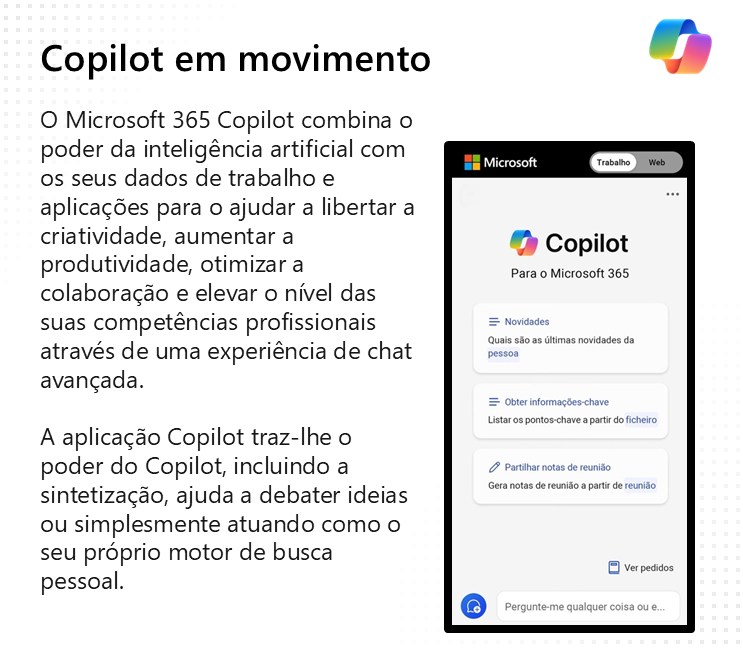 Copilot em movimento
O Microsoft 365 Copilot combina o
poder da inteligência artificial com
os seus dados de trabalho e
aplicações para o ajudar a libertar a
criatividade, aumentar a
produtividade, otimizar a
colaboração e elevar o nível das
suas competências profissionais
através de uma experiência de chat
avançada.
A aplicação Copilot traz-lhe o
poder do Copilot, incluindo a
sintetização, ajuda a debater ideias
ou simplesmente atuando como o
seu próprio motor de busca
pessoal.
Microsoft
Trabalho
Web
Copilot
Para o Microsoft 365
Novidades
Quais são as últimas novidades da
pessoa
Obter informações-chave
Listar os pontos-chave a partir do ficheiro
Partilhar notas de reunião
Gera notas de reunião a partir de reunião
Ver pedidos
Pergunte-me qualquer coisa ou e...